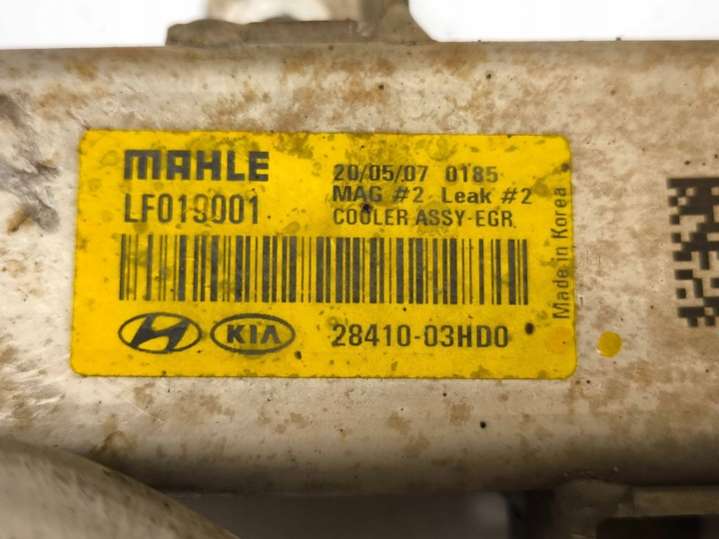 MAHLE
LF019001
20/05/07 0185
MAG #2 Leak #2
COOLER ASSY-EGR
KIA
28410-03HD0
Made in Korea